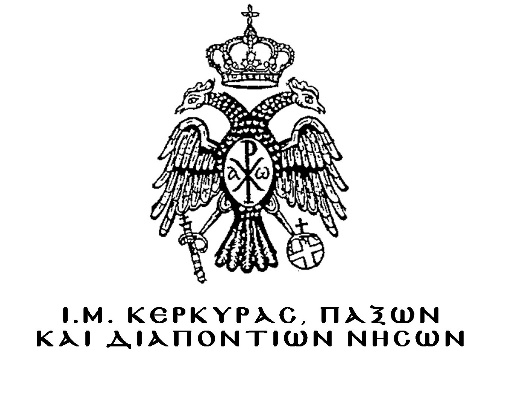 Ρ
α ω
Ι.Μ. ΚΕΡΚΥΡΑϹ, ΠΑΞΩΝ
ΚΑΙ ΔΙΑΠΟΝΤΙΩΝ ΝΗϹΩΝ